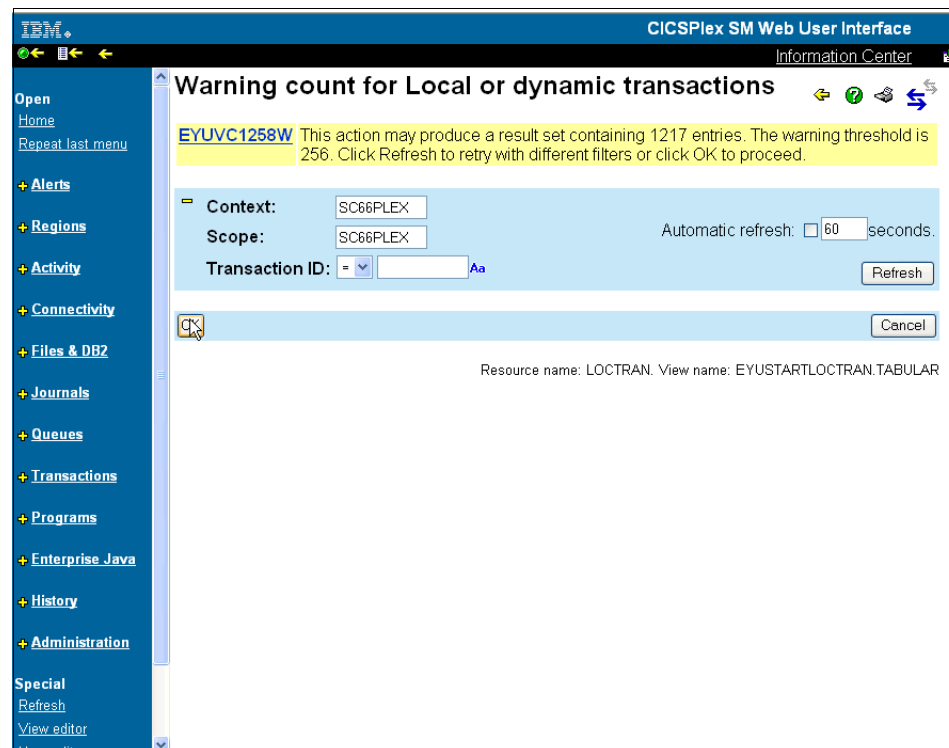 IBM.
CICSPlex SM Web User Interface
Information Center
Open
Home
Repeat last menu
Alerts
Regions
Activity
Connectivity
Files & DB2
Journals
Queues
Transactions
Programs
Enterprise Java
History
Administration
Special
Refresh
View editor
Warning count for Local or dynamic transactions
EYUVC1258W This action may produce a result set containing 1217 entries. The warning threshold is
256. Click Refresh to retry with different filters or click OK to proceed.
Context: SC66PLEX
Scope: SC66PLEX
Automatic refresh: 60 seconds.
Transaction ID: = Aa
Refresh
OK
Cancel
Resource name: LOCTRAN. View name: EYUSTARTLOCTRAN.TABULAR